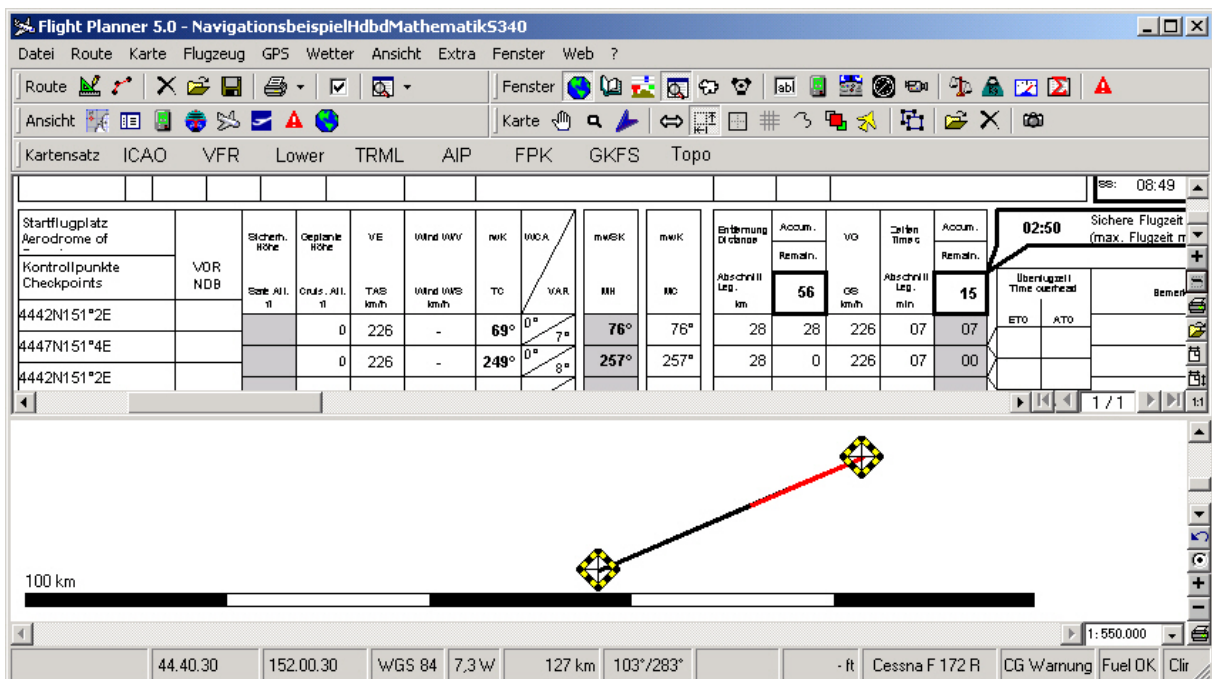 Flight Planner 5.0 - NavigationsbeispielHdbdMathematikS340
Datei Route Karte Flugzeug GPS Wetter Ansicht Extra Fenster Web ?
Route Fenster
Ansicht Karte
Kartensatz ICAO VFR Lower TRML AIP FPK GKFS Topo
SS: 08:49
Startflugplatz
Aerodrome of
Kontrollpunkte
Checkpoints
VOR
NDB
Sicherh.
Höhe
Safe Alt.
ft
Geplante
Höhe
Cruis. Alt.
ft
VE
TAS
km/h
Wind W/V
Wind W/S
km/h
rwK
TC
WCA
VAR
mwSK
MH
mwK
MC
Entfernung
Distance
Abschnitt
Leg.
km
Accum.
Remain.
56
VG
GS
km/h
Zeiten
Times
Abschnitt
Leg.
min
Accum.
Remain.
15
02:50
Sichere Flugzeit
(max. Flugzeit m
Überflugzeit
Time overhead
ETO ATO
Bemerk
4442N151°2E
0 226 - 69° 0° 7° 76° 76° 28 28 226 07 07
4447N151°4E
0 226 - 249° 0° 8° 257° 257° 28 0 226 07 00
4442N151°2E
1 / 1
1:1
100 km
1: 550.000
44.40.30 152.00.30 WGS 84 7,3 W 127 km 103°/283° - ft Cessna F 172 R CG Warnung Fuel OK Clir